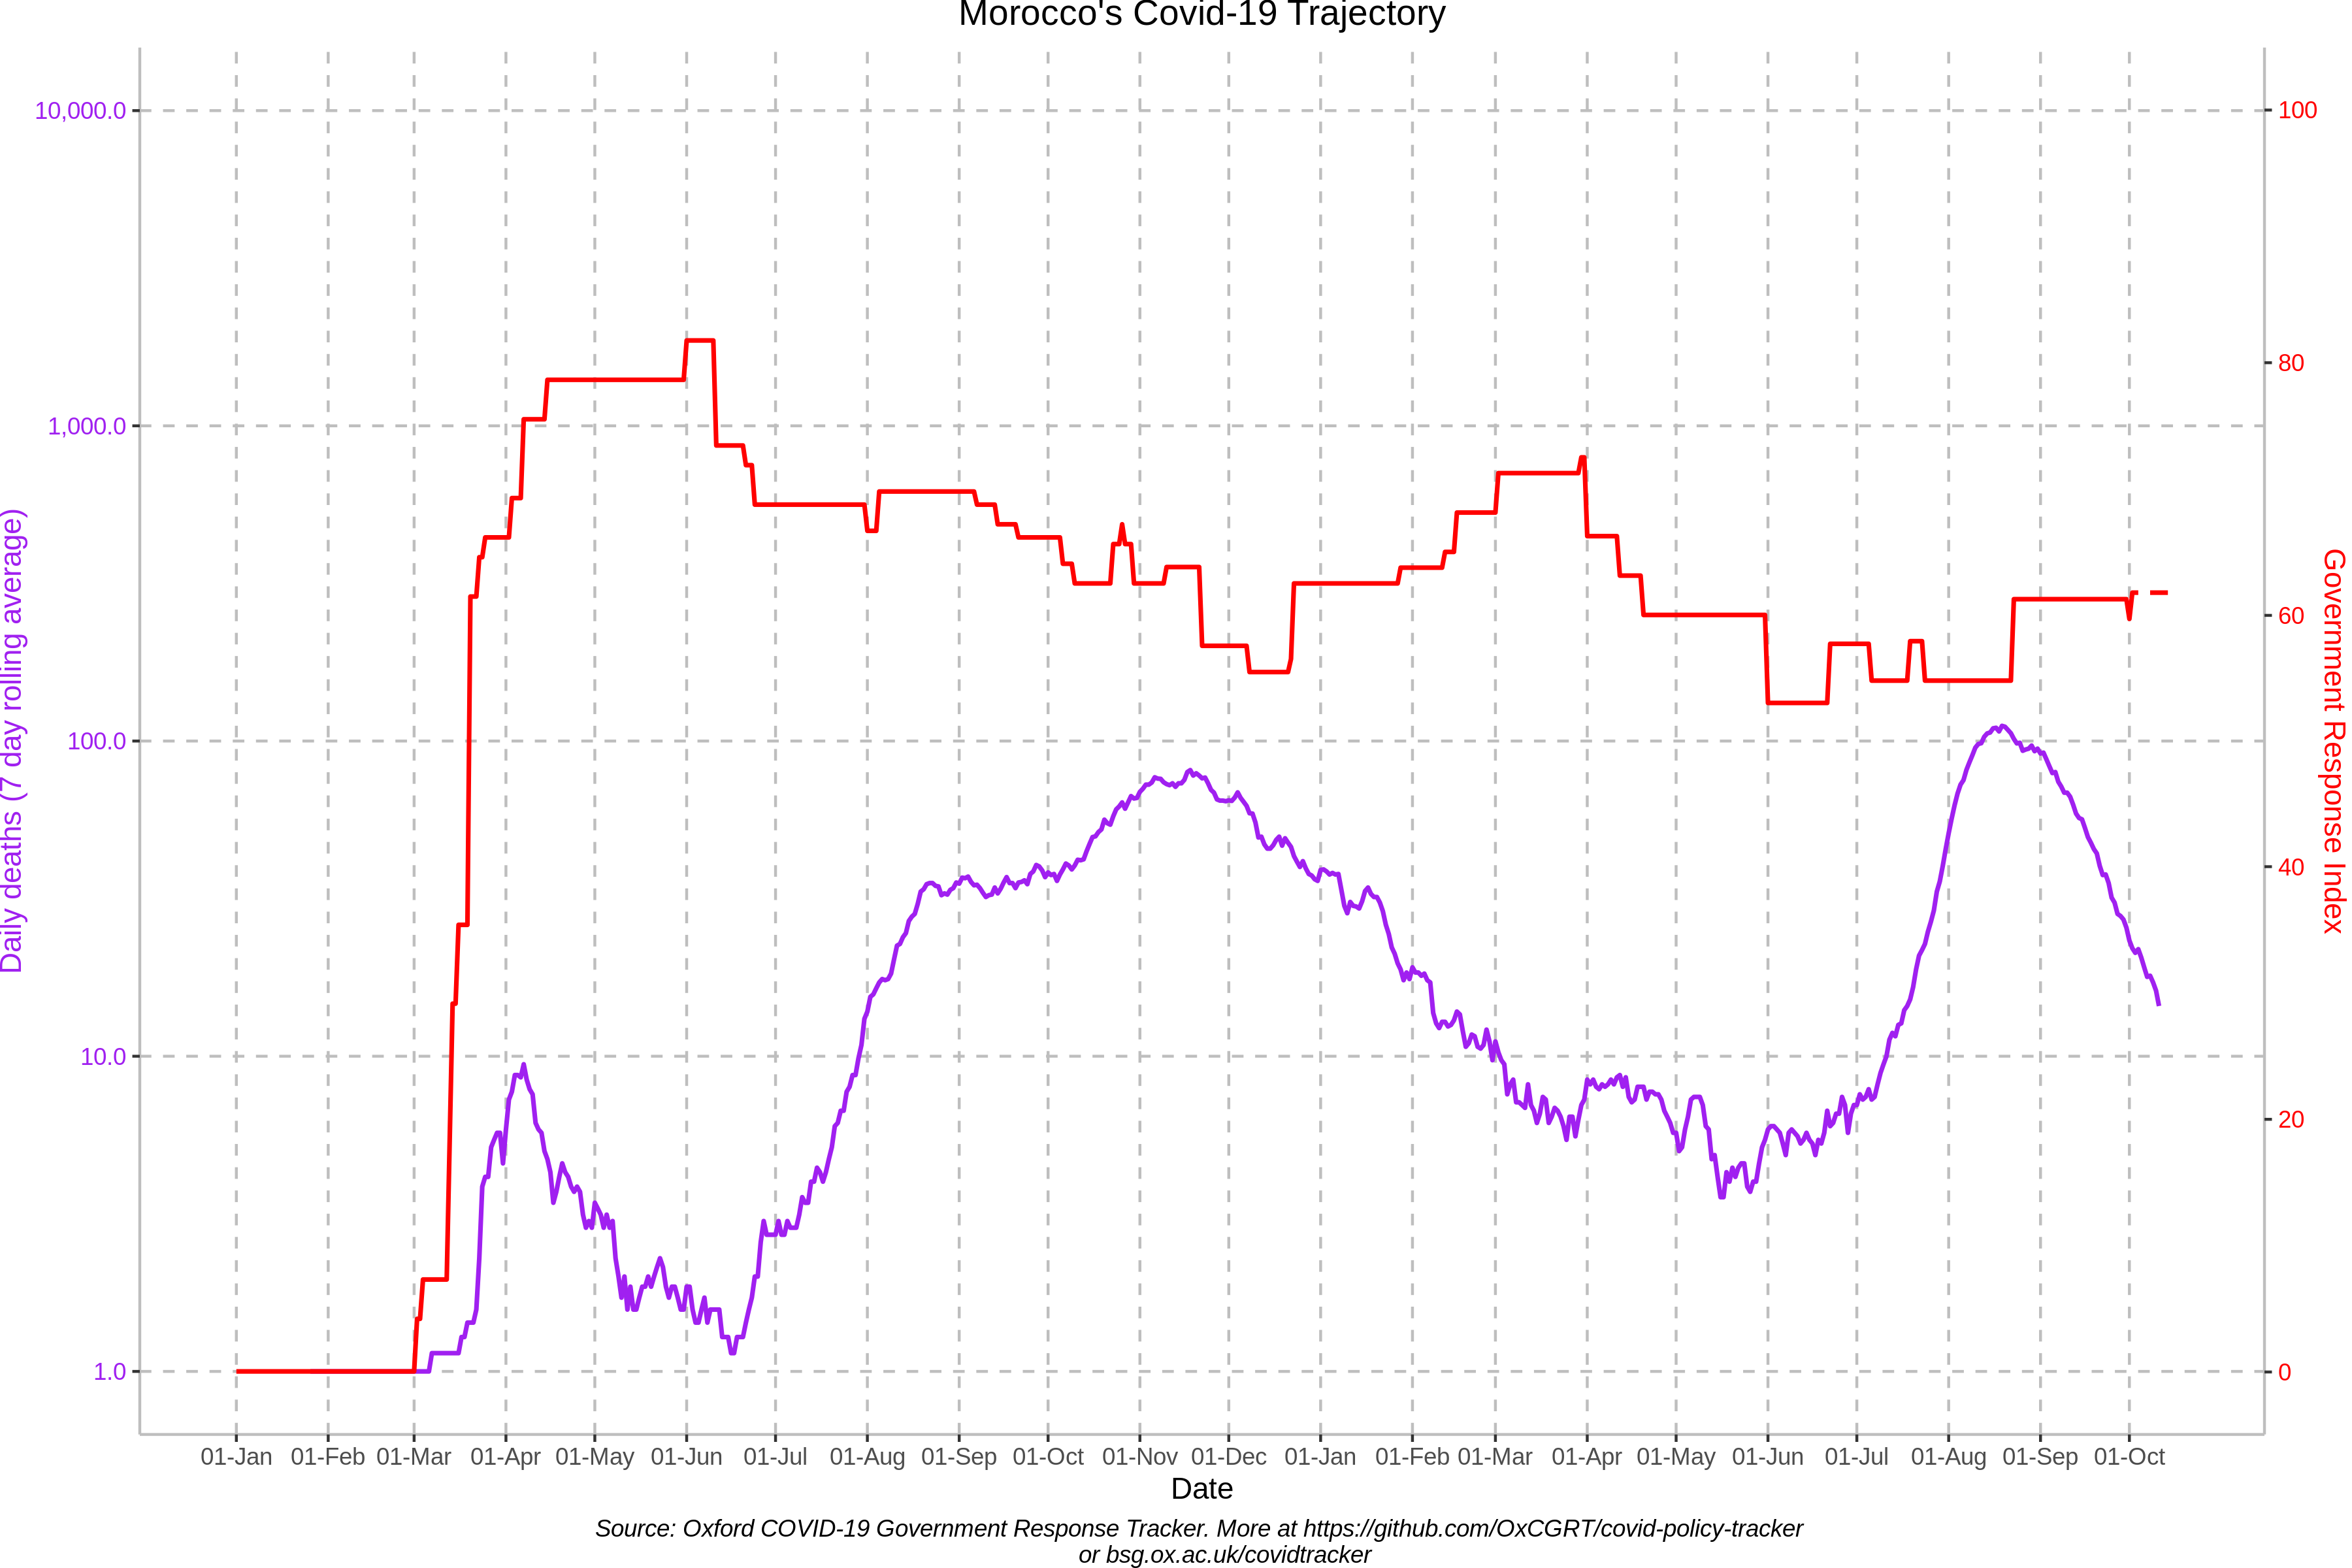 Morocco's Covid-19 Trajectory
10,000.0
1,000.0
100.0
10.0
1.0
Daily deaths (7 day rolling average)
100
80
60
40
20
0
Government Response Index
01-Jan 01-Feb 01-Mar 01-Apr 01-May 01-Jun 01-Jul 01-Aug 01-Sep 01-Oct 01-Nov 01-Dec 01-Jan 01-Feb 01-Mar 01-Apr 01-May 01-Jun 01-Jul 01-Aug 01-Sep 01-Oct
Date
Source: Oxford COVID-19 Government Response Tracker. More at https://github.com/OxCGRT/covid-policy-tracker
or bsg.ox.ac.uk/covidtracker